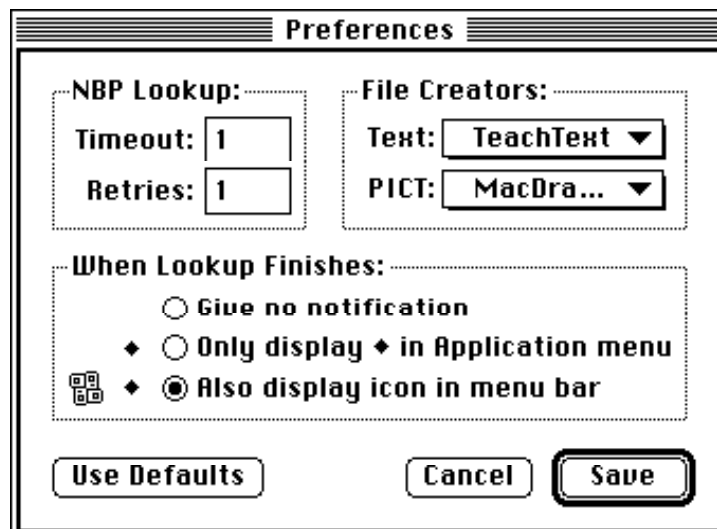 Preferences
NBP Lookup:
Timeout: 1
Retries: 1
File Creators:
Text: TeachText
PICT: MacDra...
When Lookup Finishes:
Give no notification
Only display ◆ in Application menu
Also display icon in menu bar
Use Defaults
Cancel
Save